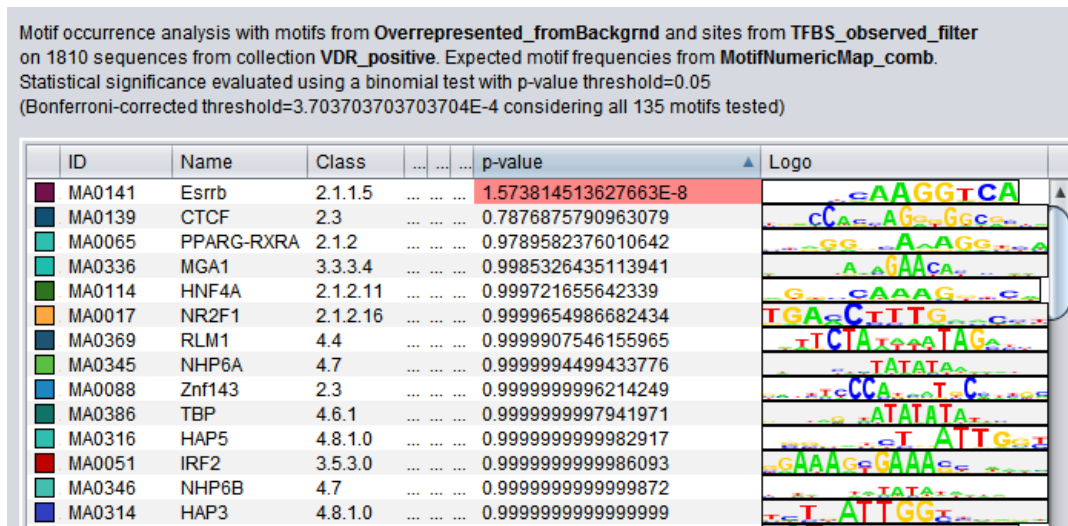 Motif occurrence analysis with motifs from Overrepresented_fromBackgrnd and sites from TFBS_observed_filter
on 1810 sequences from collection VDR_positive. Expected motif frequencies from MotifNumericMap_comb.
Statistical significance evaluated using a binomial test with p-value threshold=0.05
(Bonferroni-corrected threshold=3.703703703703704E-4 considering all 135 motifs tested)
ID Name Class ... ... ... p-value Logo
MA0141 Esrrb 2.1.1.5 ... ... ... 1.573814513627663E-8
MA0139 CTCF 2.3 ... ... ... 0.7876875790963079
MA0065 PPARG-RXRA 2.1.2 ... ... ... 0.9789582376010642
MA0336 MGA1 3.3.3.4 ... ... ... 0.9985326435113941
MA0114 HNF4A 2.1.2.11 ... ... ... 0.999721655642339
MA0017 NR2F1 2.1.2.16 ... ... ... 0.9999654986682434
MA0369 RLM1 4.4 ... ... ... 0.9999907546155965
MA0345 NHP6A 4.7 ... ... ... 0.9999994499433776
MA0088 Znf143 2.3 ... ... ... 0.9999999996214249
MA0386 TBP 4.6.1 ... ... ... 0.9999999997941971
MA0316 HAP5 4.8.1.0 ... ... ... 0.9999999999982917
MA0051 IRF2 3.5.3.0 ... ... ... 0.9999999999986093
MA0346 NHP6B 4.7 ... ... ... 0.9999999999999872
MA0314 HAP3 4.8.1.0 ... ... ... 0.9999999999999999